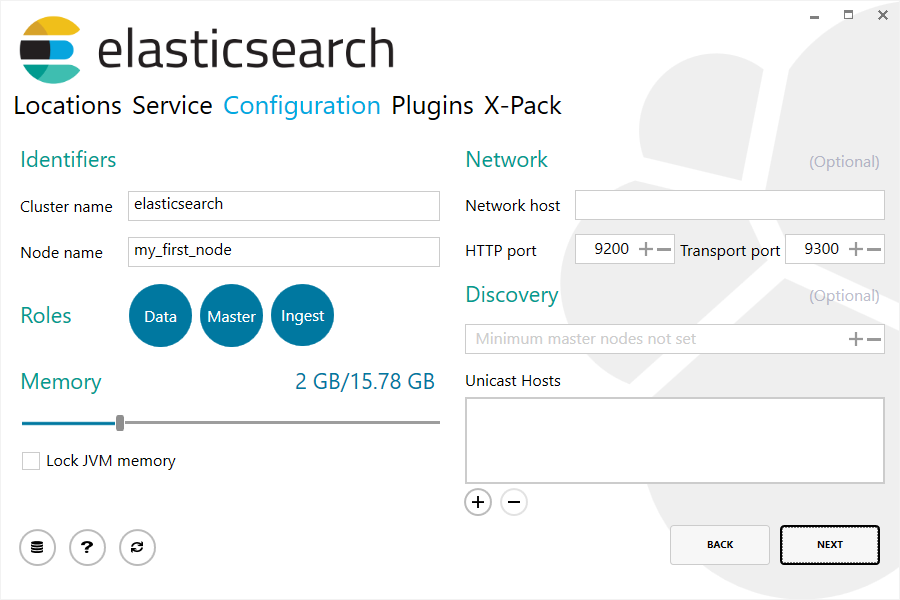 elasticsearch
Locations Service Configuration Plugins X-Pack
Identifiers
Cluster name elasticsearch
Node name my_first_node
Roles Data Master Ingest
Memory 2 GB/15.78 GB
Lock JVM memory
Network (Optional)
Network host
HTTP port 9200 Transport port 9300
Discovery (Optional)
Minimum master nodes not set
Unicast Hosts
BACK NEXT